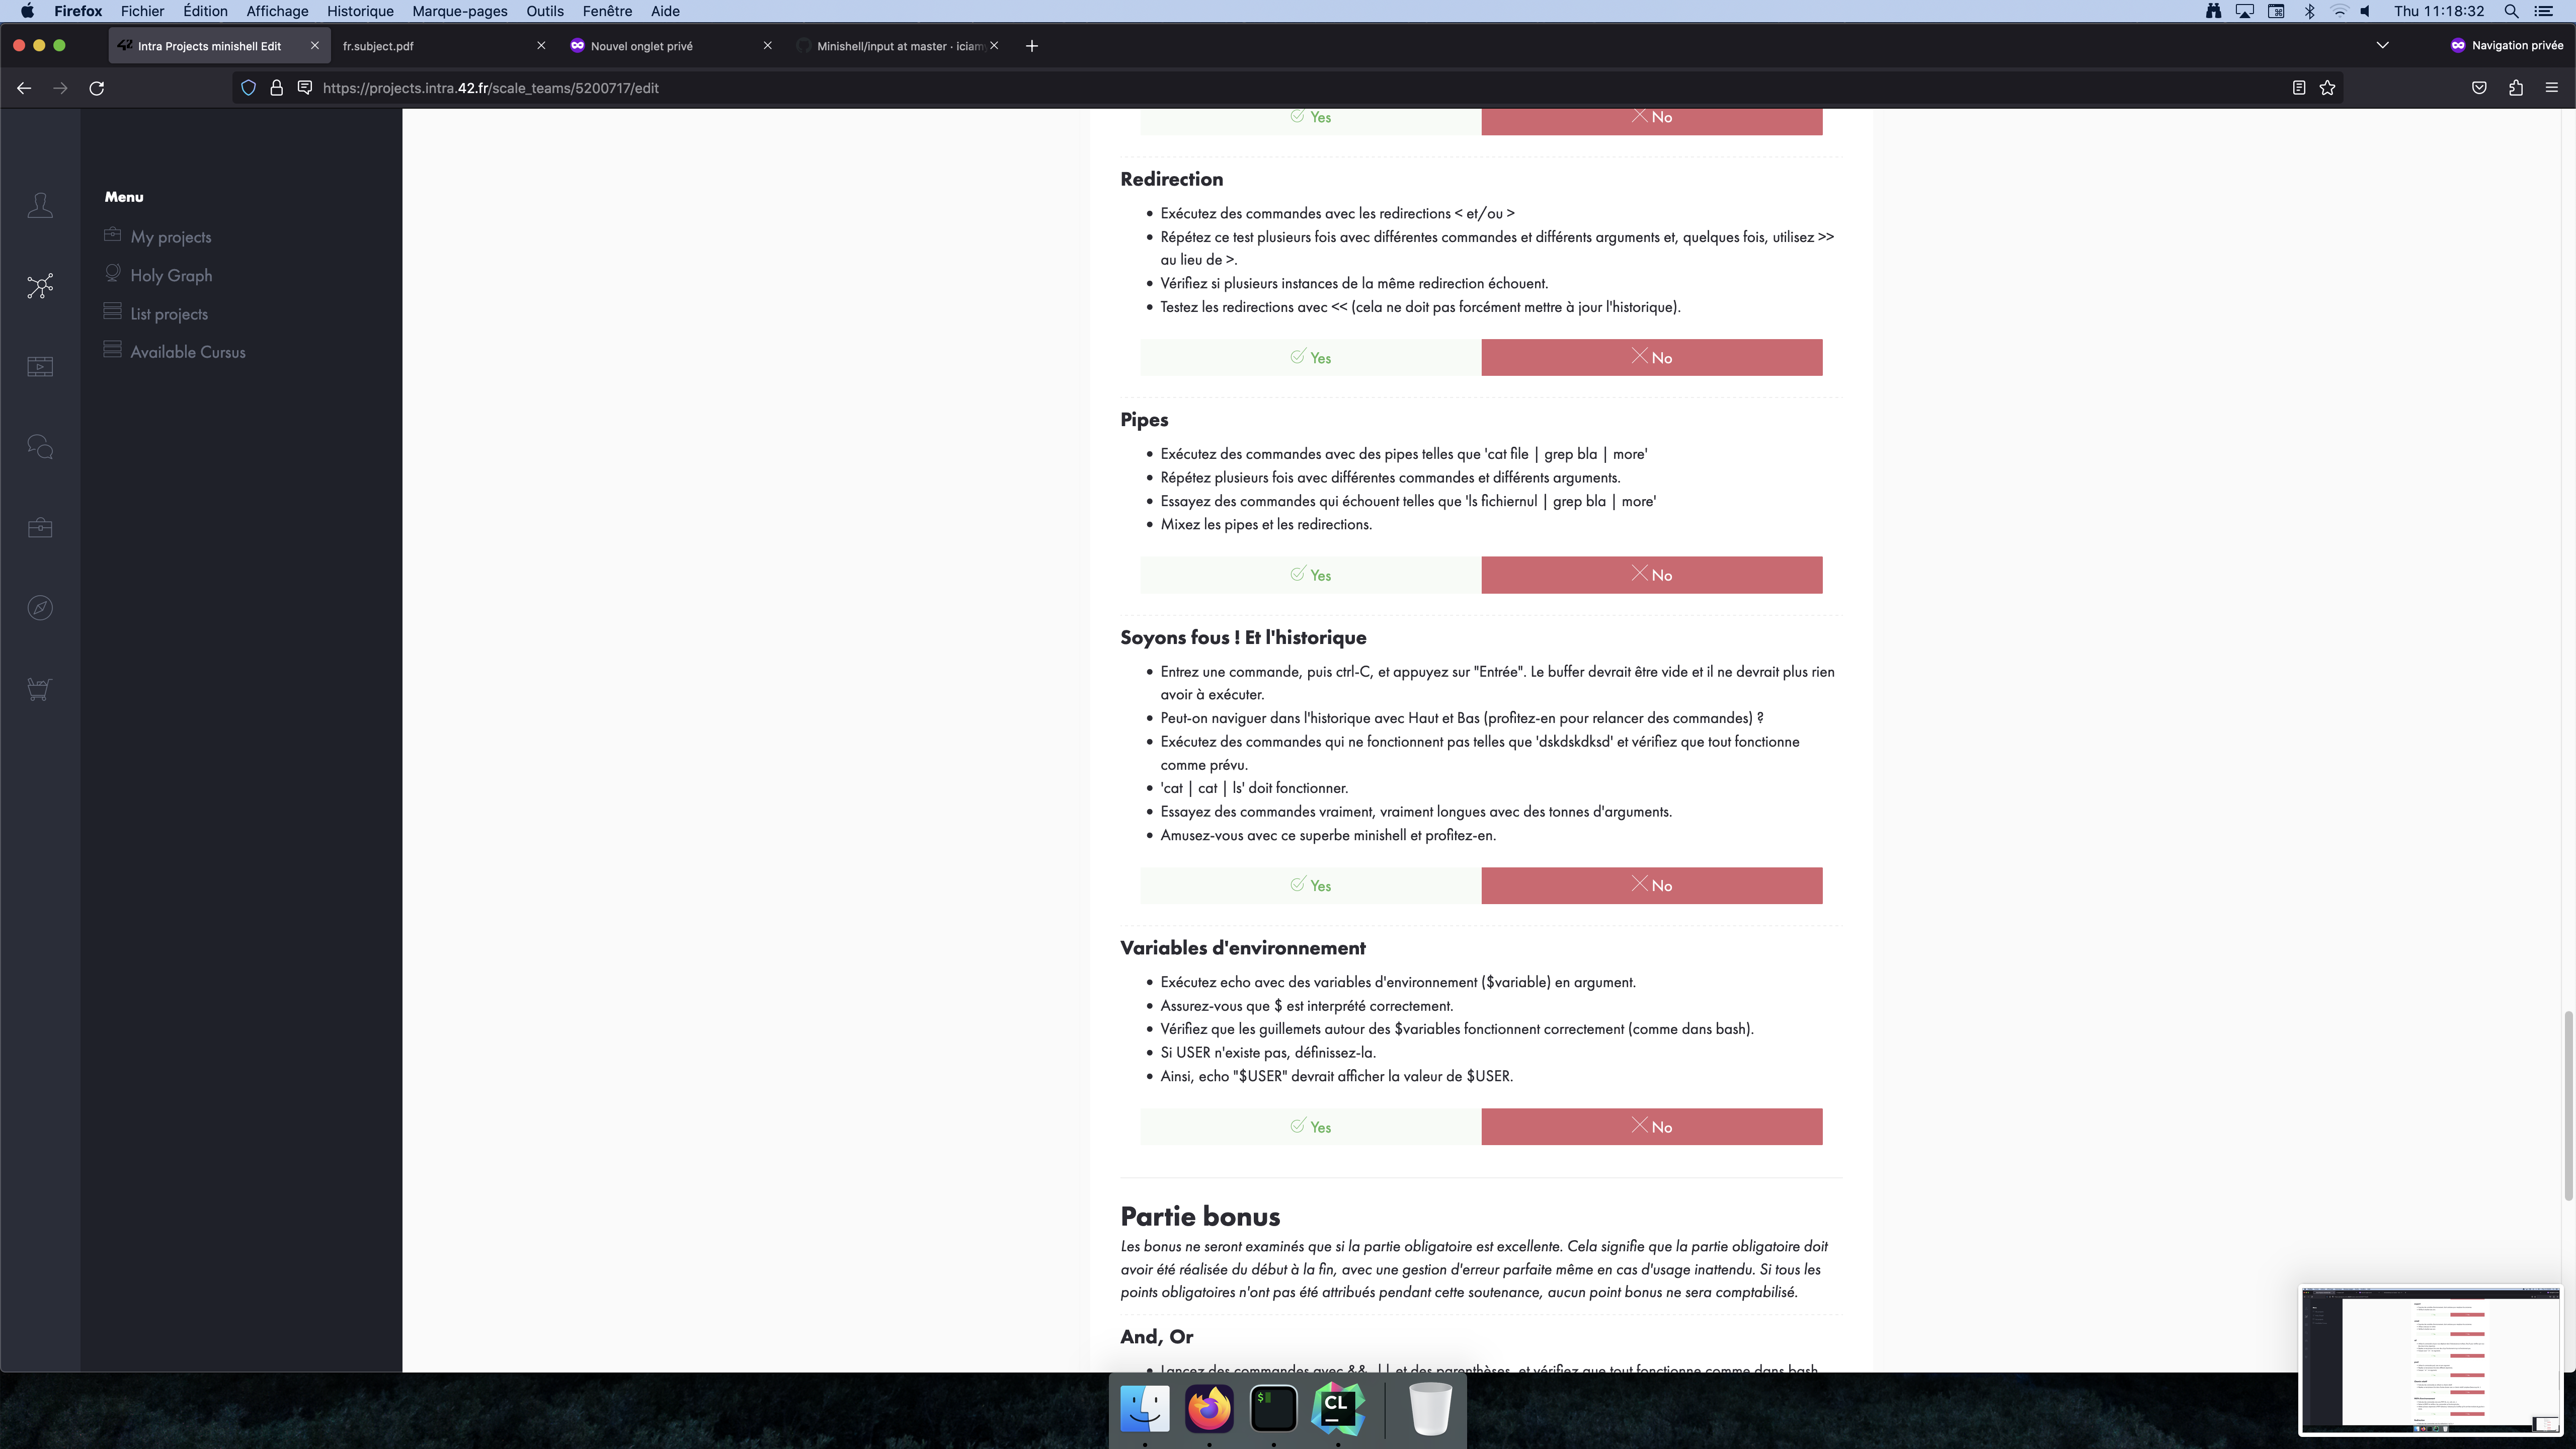 Firefox Fichier Édition Affichage Historique Marque-pages Outils Fenêtre Aide Thu 11:18:32
42 Intra Projects minishell Edit fr.subject.pdf Nouvel onglet privé Minishell/input at master · iciam Navigation privée
https://projects.intra.42.fr/scale_teams/5200717/edit
Menu
My projects
Holy Graph
List projects
Available Cursus
Yes No
Redirection
• Exécutez des commandes avec les redirections < et/ou >
• Répétez ce test plusieurs fois avec différentes commandes et différents arguments et, quelques fois, utilisez >>
au lieu de >.
• Vérifiez si plusieurs instances de la même redirection échouent.
• Testez les redirections avec << (cela ne doit pas forcément mettre à jour l'historique).
Yes No
Pipes
• Exécutez des commandes avec des pipes telles que 'cat file | grep bla | more'
• Répétez plusieurs fois avec différentes commandes et différents arguments.
• Essayez des commandes qui échouent telles que 'ls fichiernul | grep bla | more'
• Mixez les pipes et les redirections.
Yes No
Soyons fous ! Et l'historique
• Entrez une commande, puis ctrl-C, et appuyez sur "Entrée". Le buffer devrait être vide et il ne devrait plus rien
avoir à exécuter.
• Peut-on naviguer dans l'historique avec Haut et Bas (profitez-en pour relancer des commandes) ?
• Exécutez des commandes qui ne fonctionnent pas telles que 'dskdskdksd' et vérifiez que tout fonctionne
comme prévu.
• 'cat | cat | ls' doit fonctionner.
• Essayez des commandes vraiment, vraiment longues avec des tonnes d'arguments.
• Amusez-vous avec ce superbe minishell et profitez-en.
Yes No
Variables d'environnement
• Exécutez echo avec des variables d'environnement ($variable) en argument.
• Assurez-vous que $ est interprété correctement.
• Vérifiez que les guillemets autour des $variables fonctionnent correctement (comme dans bash).
• Si USER n'existe pas, définissez-la.
• Ainsi, echo "$USER" devrait afficher la valeur de $USER.
Yes No
Partie bonus
Les bonus ne seront examinés que si la partie obligatoire est excellente. Cela signifie que la partie obligatoire doit
avoir été réalisée du début à la fin, avec une gestion d'erreur parfaite même en cas d'usage inattendu. Si tous les
points obligatoires n'ont pas été attribués pendant cette soutenance, aucun point bonus ne sera comptabilisé.
And, Or
• Lancez des commandes avec &&, || et des parenthèses, et vérifiez que tout fonctionne comme dans bash
$
CL